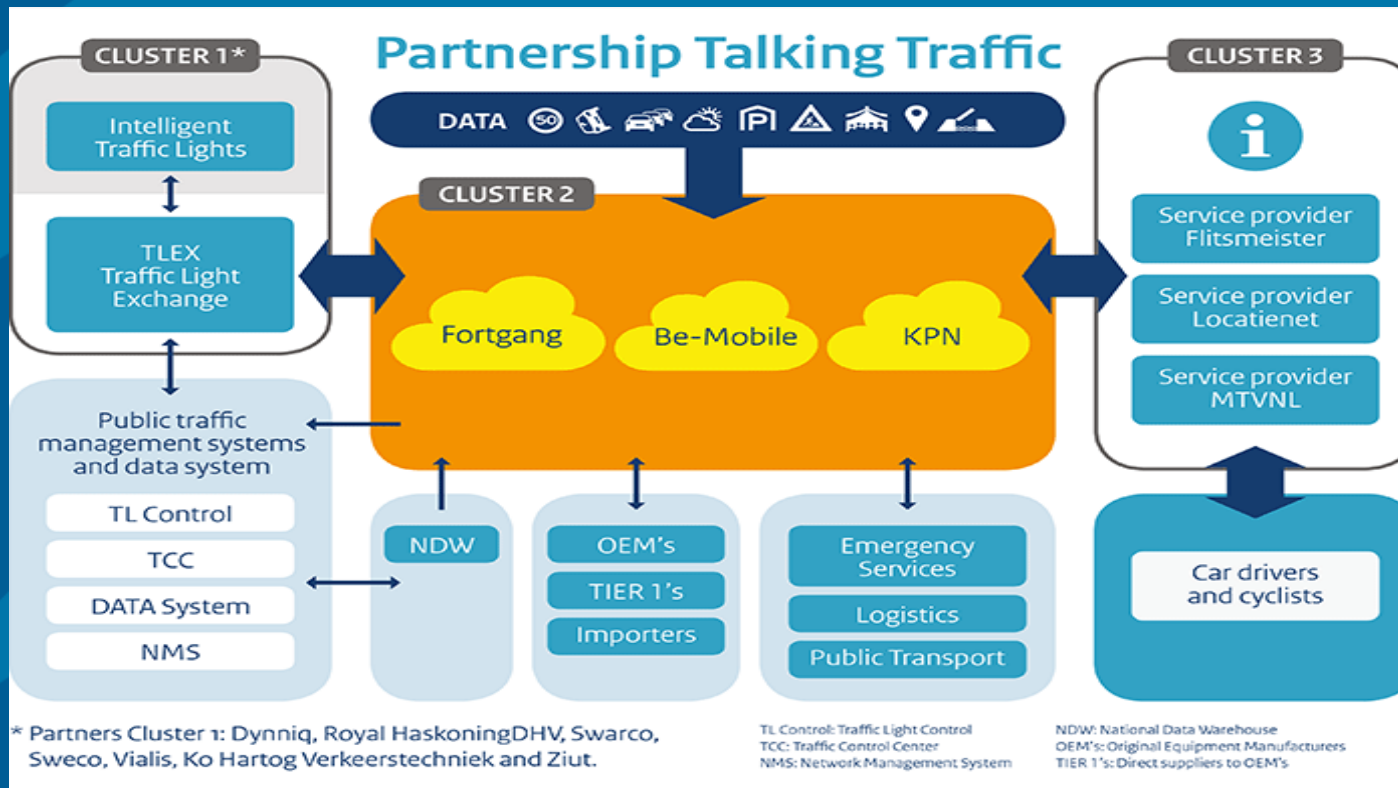 Partnership Talking Traffic
DATA
50
P
CLUSTER 1*
Intelligent
Traffic Lights
TLEX
Traffic Light
Exchange
CLUSTER 2
Fortgang
Be-Mobile
KPN
CLUSTER 3
i
Service provider
Flitsmeister
Service provider
Locatienet
Service provider
MTVNL
Public traffic
management systems
and data system
TL Control
TCC
DATA System
NMS
NDW
OEM's
TIER 1's
Importers
Emergency
Services
Logistics
Public Transport
Car drivers
and cyclists
* Partners Cluster 1: Dynniq, Royal HaskoningDHV, Swarco,
Sweco, Vialis, Ko Hartog Verkeerstechniek and Ziut.
TL Control: Traffic Light Control
TCC: Traffic Control Center
NMS: Network Management System
NDW: National Data Warehouse
OEM's: Original Equipment Manufacturers
TIER 1's: Direct suppliers to OEM's